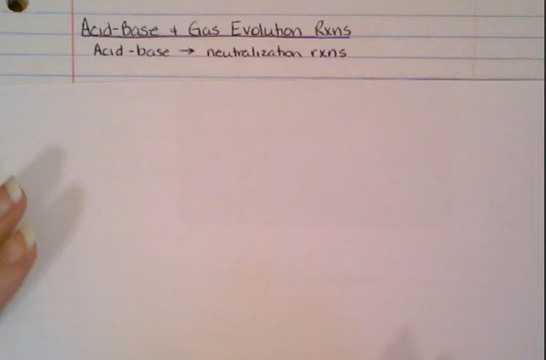 Acid-Base & Gas Evolution Rxns
Acid-base → neutralization rxns